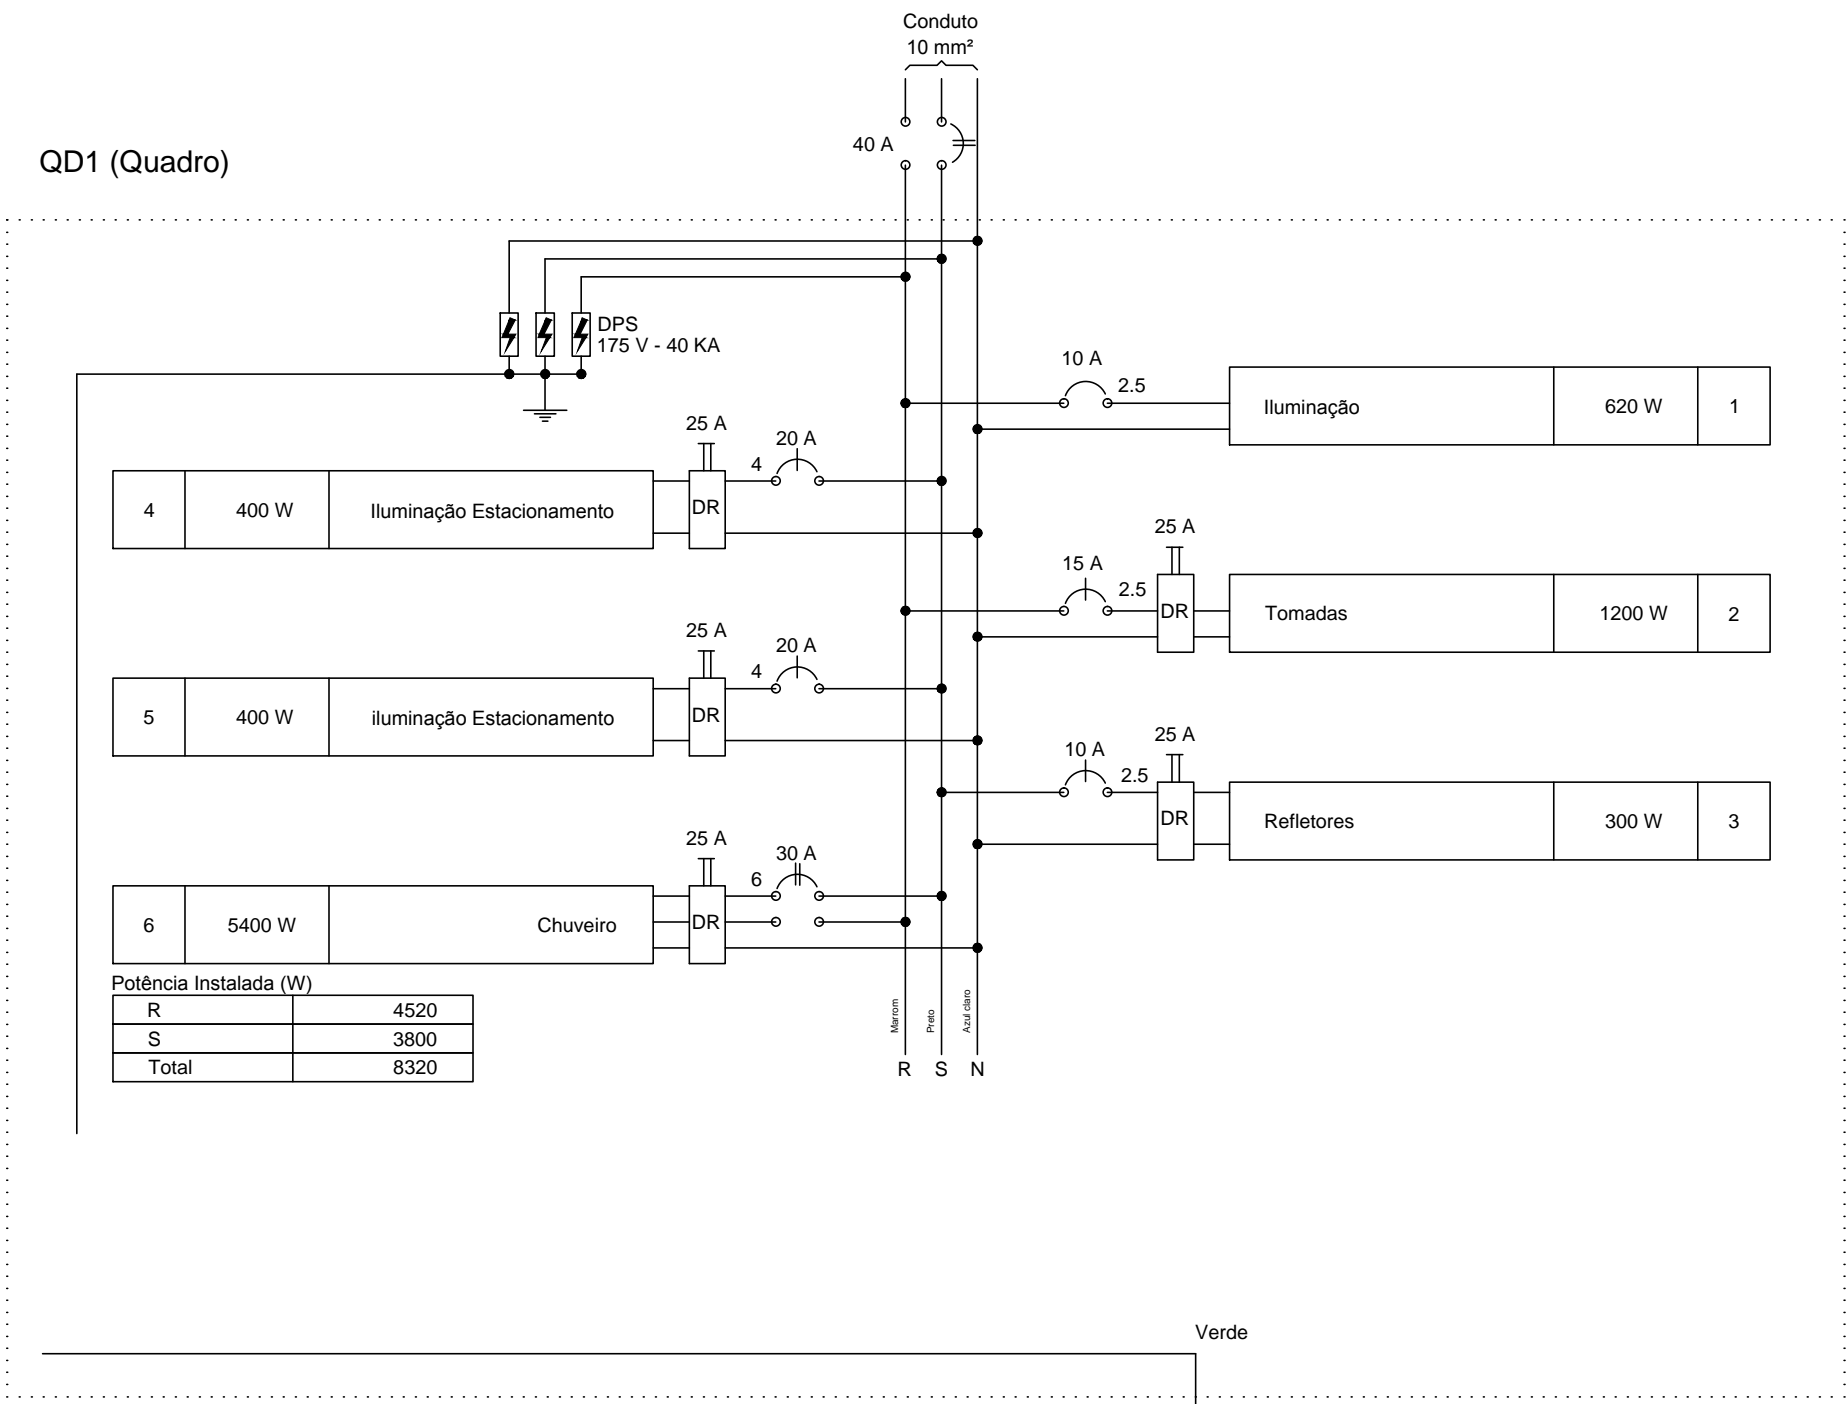 Conduto
10 mm²
40 A
QD1 (Quadro)
DPS
175 V - 40 KA
10 A
2.5
Iluminação 620 W 1
25 A
20 A
4
4 400 W Iluminação Estacionamento DR
25 A
15 A
2.5
DR Tomadas 1200 W 2
25 A
20 A
4
5 400 W iluminação Estacionamento DR
25 A
10 A
2.5
DR Refletores 300 W 3
25 A
30 A
6
6 5400 W Chuveiro DR
Potência Instalada (W)
R 4520
S 3800
Total 8320
Marrom
Preto
Azul claro
R S N
Verde